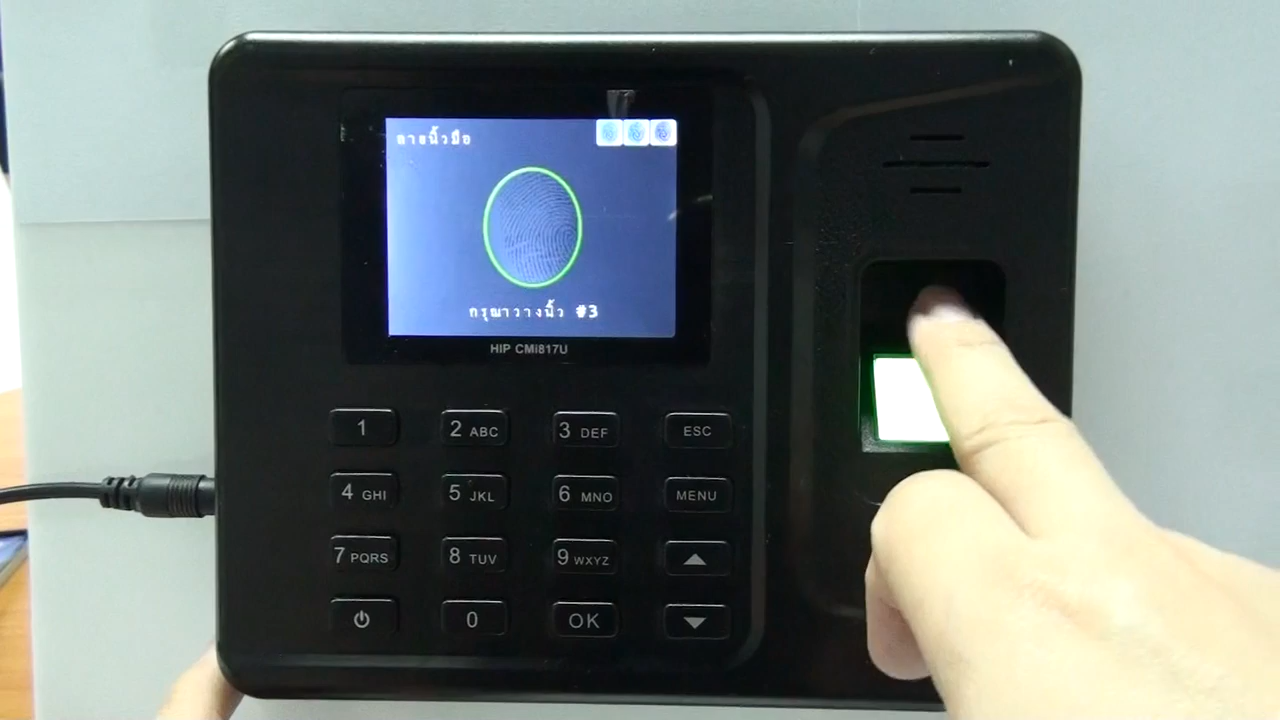 ลายนิ้วมือ
กรุณาวางนิ้ว #3
HIP CMi817U
1 2 ABC 3 DEF ESC
4 GHI 5 JKL 6 MNO MENU
7 PQRS 8 TUV 9 WXYZ
0 OK